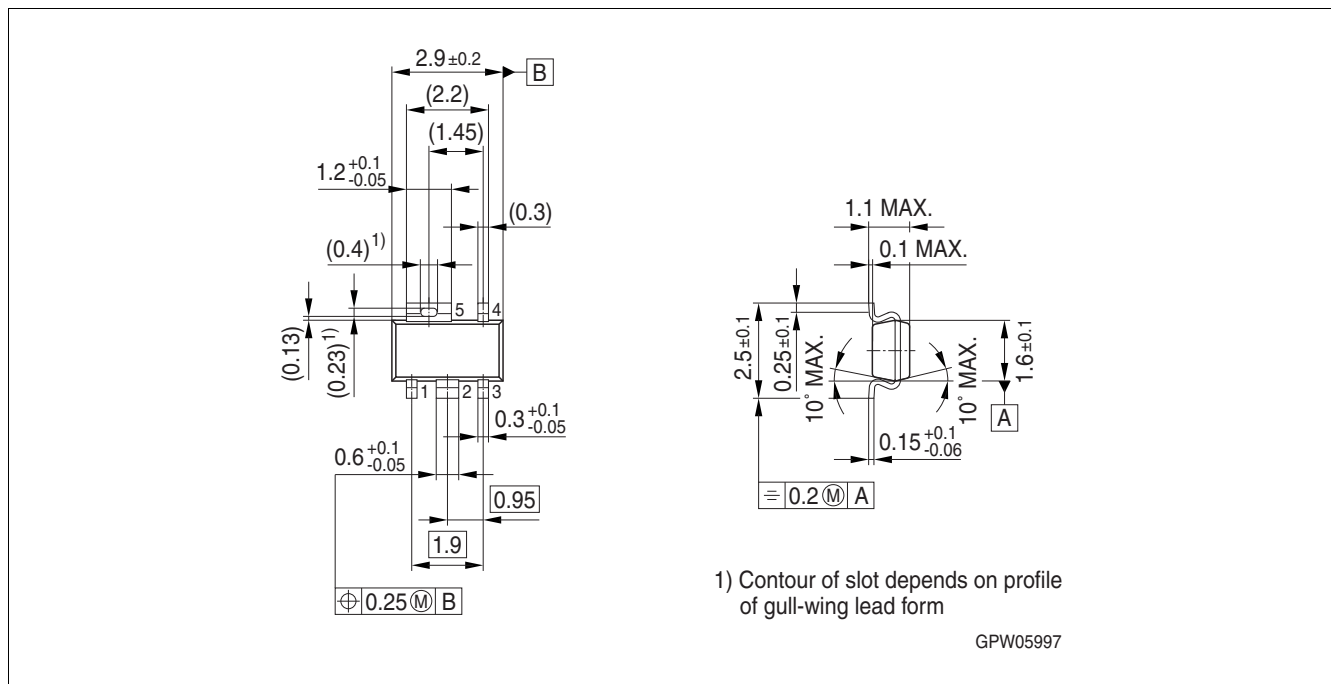 2.9±0.2
B
(2.2)
(1.45)
1.2 +0.1 -0.05
(0.3)
(0.4)1)
5
4
(0.13)
(0.23)1)
1
2
3
0.3 +0.1 -0.05
0.6 +0.1 -0.05
0.95
1.9
⌖ 0.25 Ⓜ B
1.1 MAX.
0.1 MAX.
2.5±0.1
0.25±0.1
10° MAX.
10° MAX.
1.6±0.1
A
0.15 +0.1 -0.06
⌯ 0.2 Ⓜ A
1) Contour of slot depends on profile
of gull-wing lead form
GPW05997